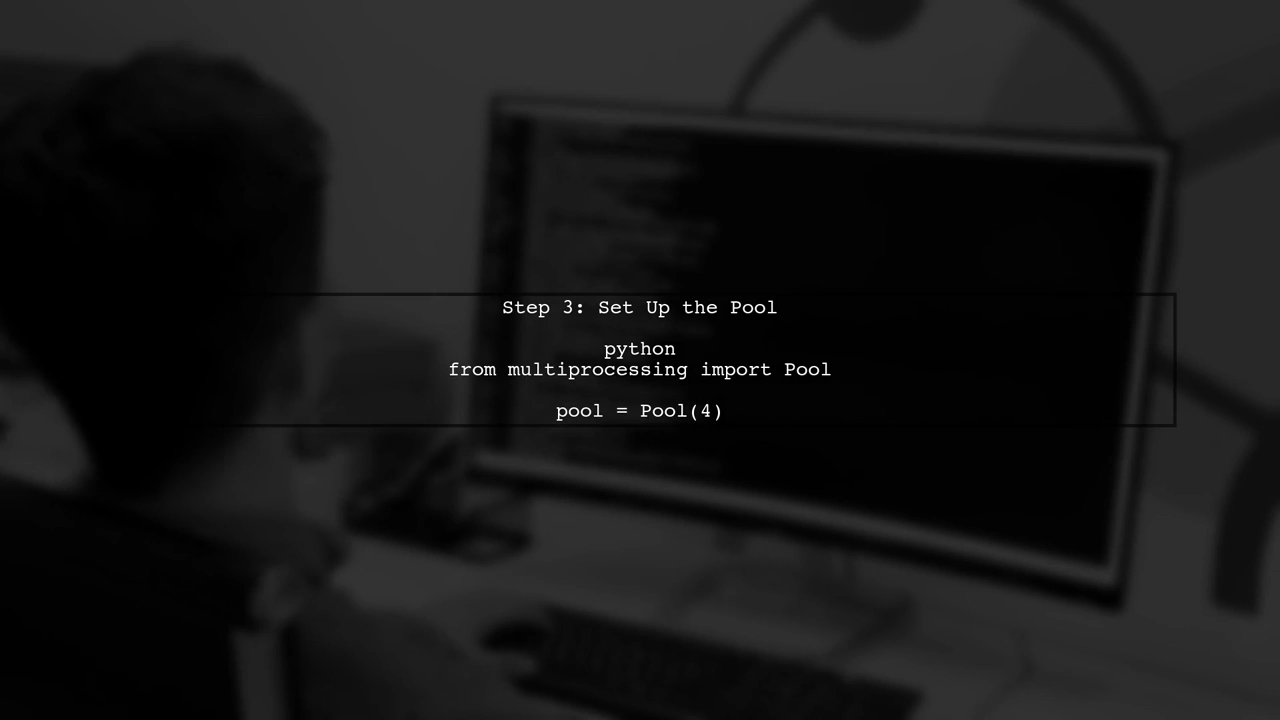 Step 3: Set Up the Pool
python
from multiprocessing import Pool
pool = Pool(4)